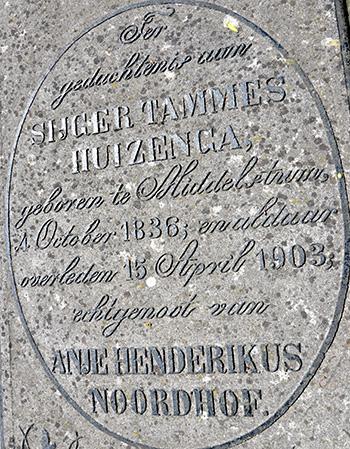 Ter
gedachtenis aan
SIJGER TAMMES
HUIZENGA,
geboren te Middelstum,
4 October 1836; en aldaar
overleden 15 April 1903;
echtgenoot van
ANJE HENDERIKUS
NOORDHOF.